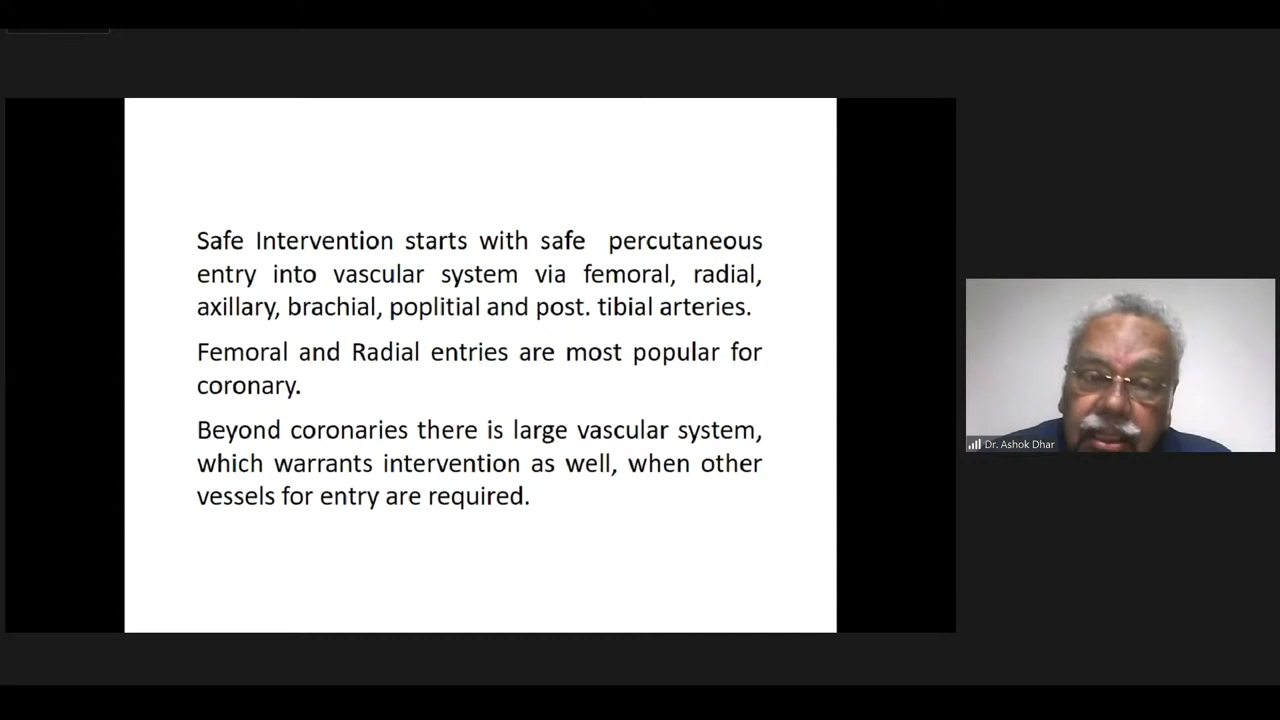 Safe Intervention starts with safe percutaneous
entry into vascular system via femoral, radial,
axillary, brachial, poplitial and post. tibial arteries.
Femoral and Radial entries are most popular for
coronary.
Beyond coronaries there is large vascular system,
which warrants intervention as well, when other
vessels for entry are required.
Dr. Ashok Dhar